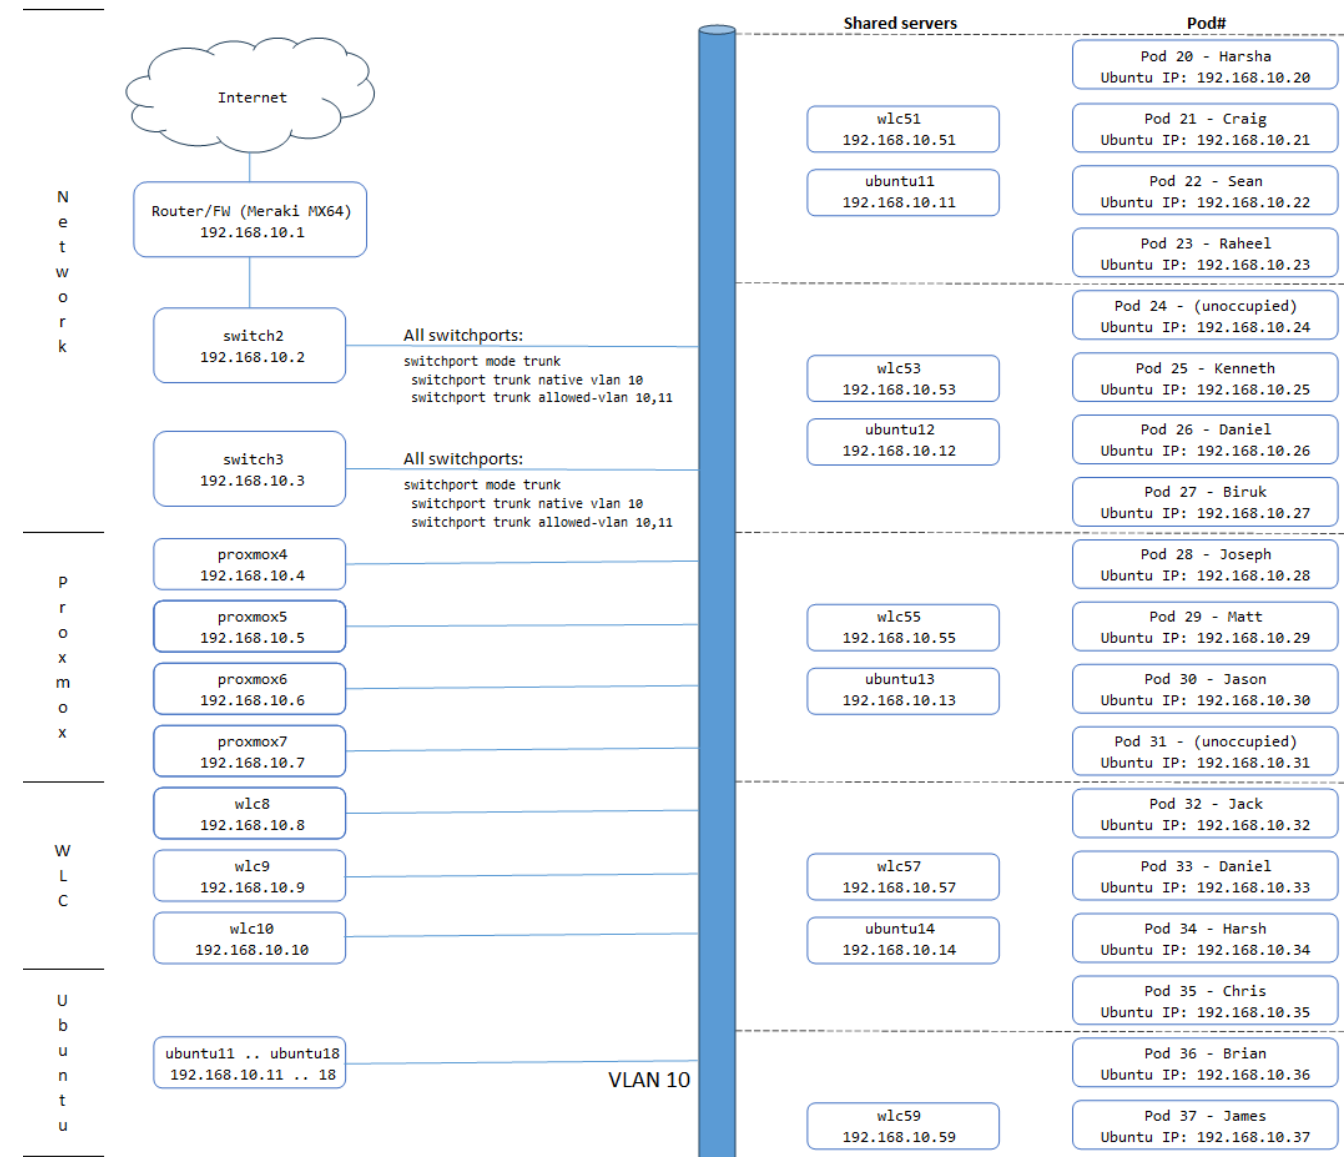 Shared servers
Pod#
Network
Internet
Router/FW (Meraki MX64)
192.168.10.1
switch2
192.168.10.2
All switchports:
switchport mode trunk
switchport trunk native vlan 10
switchport trunk allowed-vlan 10,11
switch3
192.168.10.3
All switchports:
switchport mode trunk
switchport trunk native vlan 10
switchport trunk allowed-vlan 10,11
Proxmox
proxmox4
192.168.10.4
proxmox5
192.168.10.5
proxmox6
192.168.10.6
proxmox7
192.168.10.7
WLC
wlc8
192.168.10.8
wlc9
192.168.10.9
wlc10
192.168.10.10
Ubuntu
ubuntu11 .. ubuntu18
192.168.10.11 .. 18
VLAN 10
wlc51
192.168.10.51
ubuntu11
192.168.10.11
wlc53
192.168.10.53
ubuntu12
192.168.10.12
wlc55
192.168.10.55
ubuntu13
192.168.10.13
wlc57
192.168.10.57
ubuntu14
192.168.10.14
wlc59
192.168.10.59
Pod 20 - Harsha
Ubuntu IP: 192.168.10.20
Pod 21 - Craig
Ubuntu IP: 192.168.10.21
Pod 22 - Sean
Ubuntu IP: 192.168.10.22
Pod 23 - Raheel
Ubuntu IP: 192.168.10.23
Pod 24 - (unoccupied)
Ubuntu IP: 192.168.10.24
Pod 25 - Kenneth
Ubuntu IP: 192.168.10.25
Pod 26 - Daniel
Ubuntu IP: 192.168.10.26
Pod 27 - Biruk
Ubuntu IP: 192.168.10.27
Pod 28 - Joseph
Ubuntu IP: 192.168.10.28
Pod 29 - Matt
Ubuntu IP: 192.168.10.29
Pod 30 - Jason
Ubuntu IP: 192.168.10.30
Pod 31 - (unoccupied)
Ubuntu IP: 192.168.10.31
Pod 32 - Jack
Ubuntu IP: 192.168.10.32
Pod 33 - Daniel
Ubuntu IP: 192.168.10.33
Pod 34 - Harsh
Ubuntu IP: 192.168.10.34
Pod 35 - Chris
Ubuntu IP: 192.168.10.35
Pod 36 - Brian
Ubuntu IP: 192.168.10.36
Pod 37 - James
Ubuntu IP: 192.168.10.37